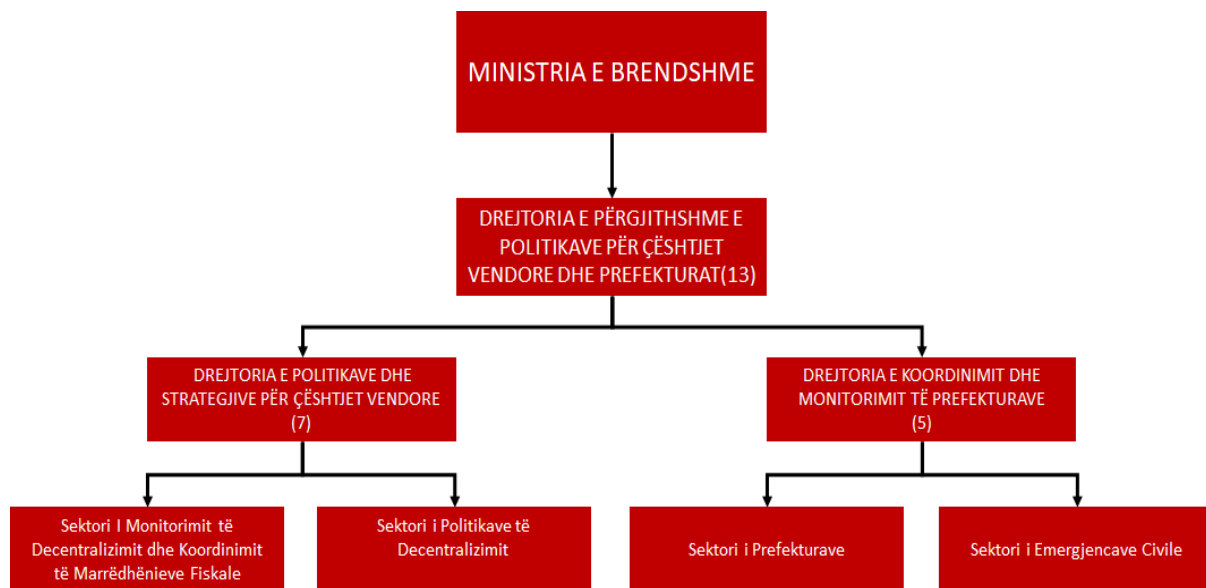 MINISTRIA E BRENDSHME
DREJTORIA E PËRGJITHSHME E
POLITIKAVE PËR ÇËSHTJET
VENDORE DHE PREFEKTURAT(13)
DREJTORIA E POLITIKAVE DHE
STRATEGJIVE PËR ÇËSHTJET VENDORE
(7)
DREJTORIA E KOORDINIMIT DHE
MONITORIMIT TË PREFEKTURAVE
(5)
Sektori I Monitorimit të
Decentralizimit dhe Koordinimit
të Marrëdhënieve Fiskale
Sektori i Politikave të
Decentralizimit
Sektori i Prefekturave
Sektori i Emergjencave Civile